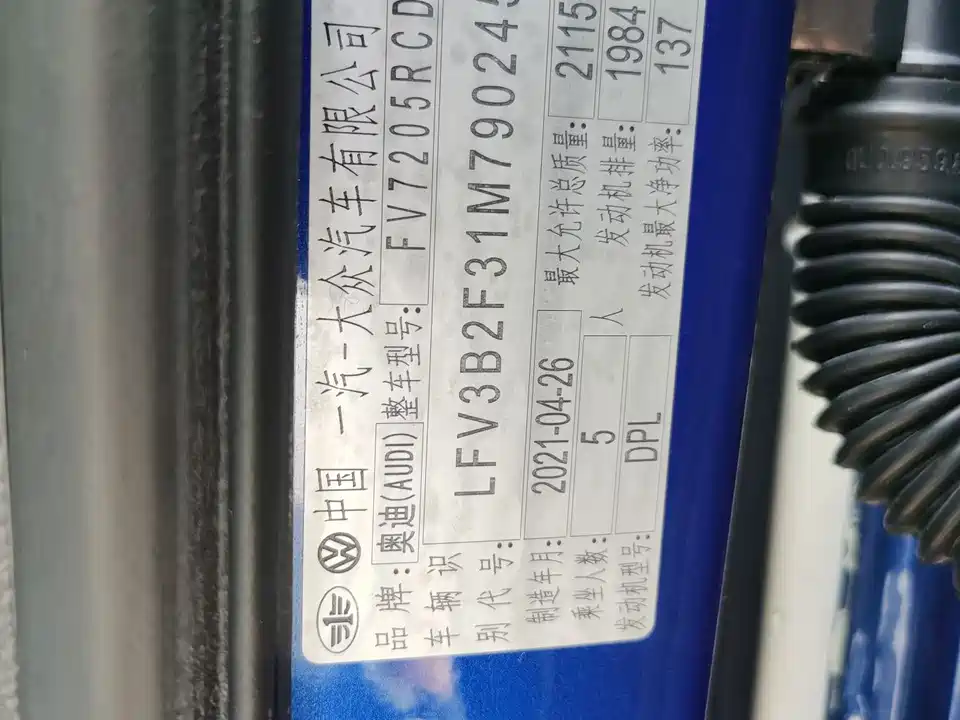 中国 一汽-大众汽车有限公司
品牌: 奥迪(AUDI) 整车型号: FV7205RCD
车辆识别代号: LFV3B2F31M790245
制造年月: 2021-04-26 最大允许总质量: 2115
乘坐人数: 5 人 发动机排量: 1984
发动机型号: DPL 发动机最大净功率: 137